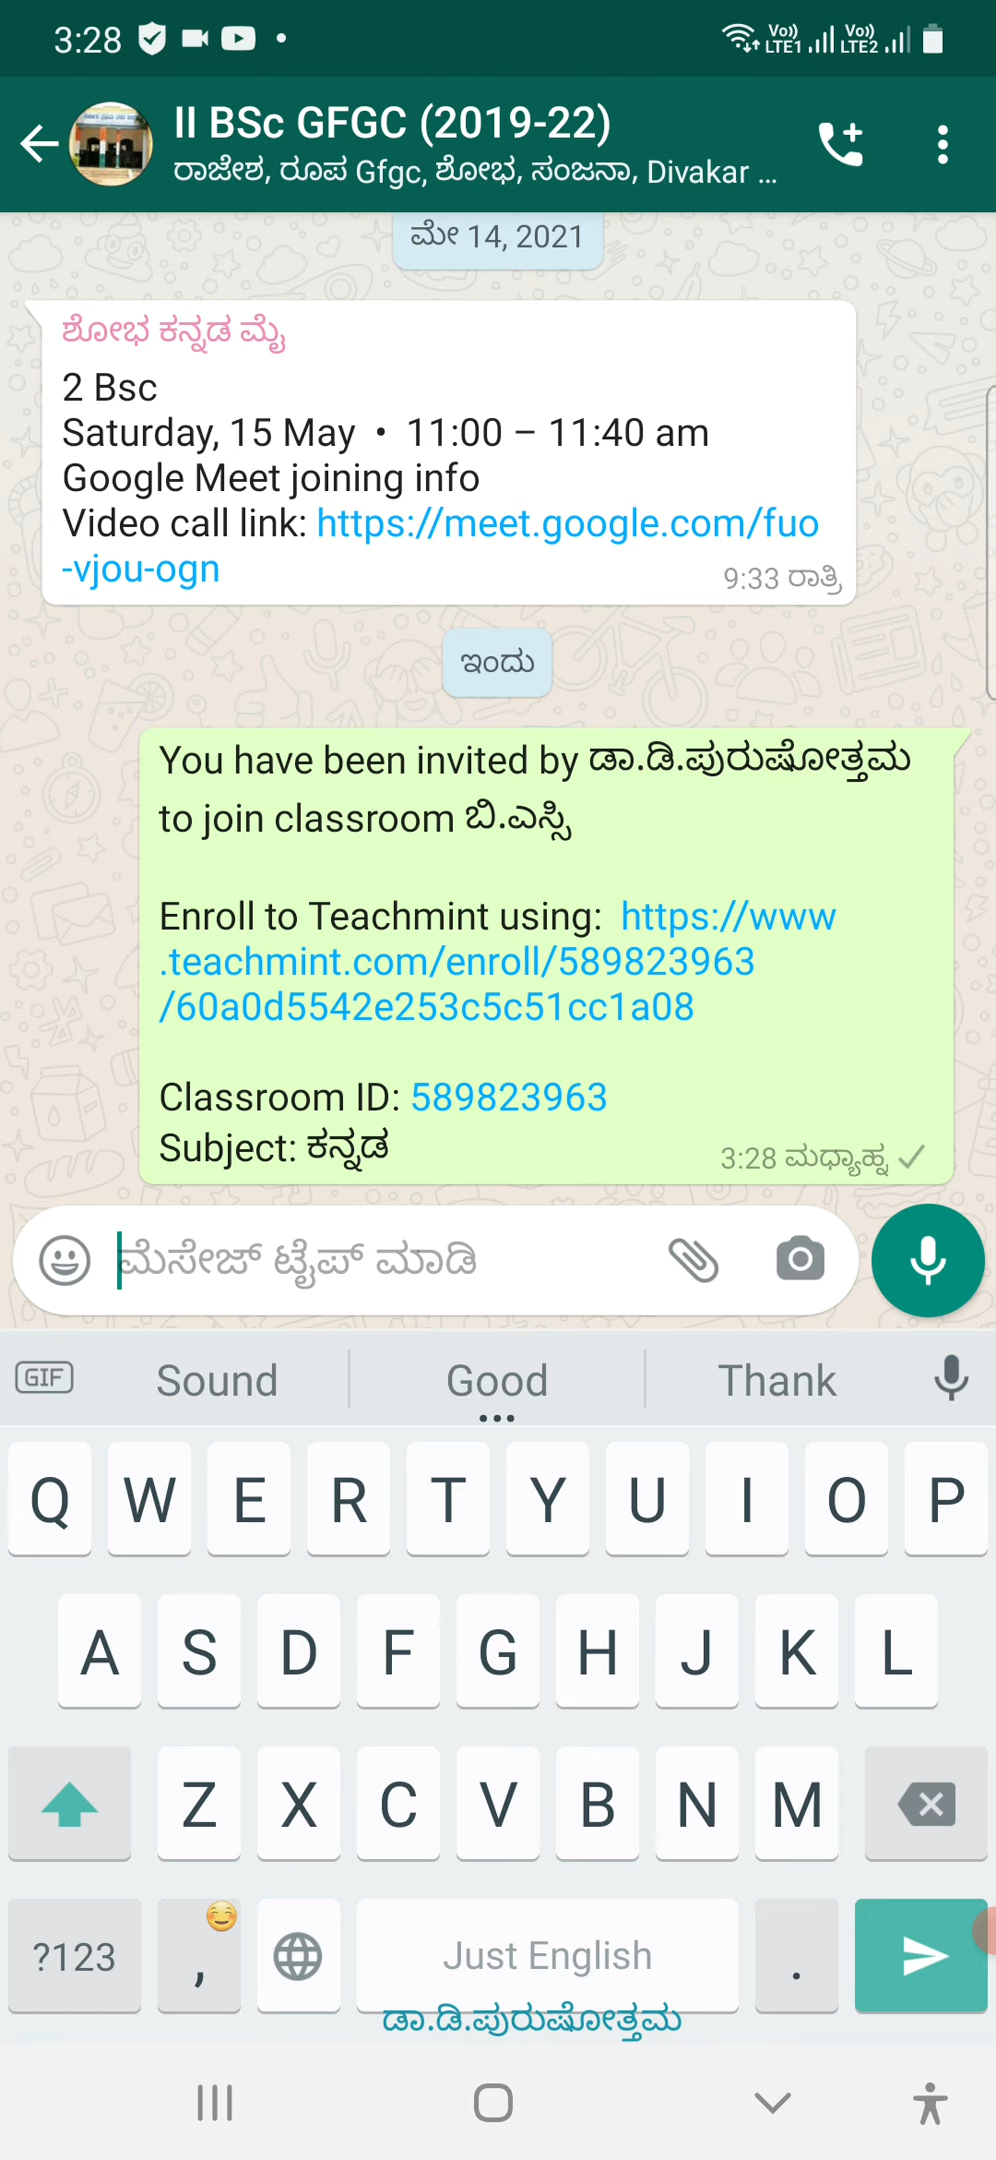 3:28
Vo)) LTE1 Vo)) LTE2
II BSc GFGC (2019-22)
ರಾಜೇಶ, ರೂಪ Gfgc, ಶೋಭ, ಸಂಜನಾ, Divakar ...
ಮೇ 14, 2021
ಶೋಭ ಕನ್ನಡ ಮೈ
2 Bsc
Saturday, 15 May • 11:00 – 11:40 am
Google Meet joining info
Video call link: https://meet.google.com/fuo
-vjou-ogn
9:33 ರಾತ್ರಿ
ಇಂದು
You have been invited by ಡಾ.ಡಿ.ಪುರುಷೋತ್ತಮ
to join classroom ಬಿ.ಎಸ್ಸಿ
Enroll to Teachmint using: https://www
.teachmint.com/enroll/589823963
/60a0d5542e253c5c51cc1a08
Classroom ID: 589823963
Subject: ಕನ್ನಡ
3:28 ಮಧ್ಯಾಹ್ನ
ಮೆಸೇಜ್ ಟೈಪ್ ಮಾಡಿ
GIF Sound Good Thank
Q W E R T Y U I O P
A S D F G H J K L
Z X C V B N M
?123 , Just English .
ಡಾ.ಡಿ.ಪುರುಷೋತ್ತಮ